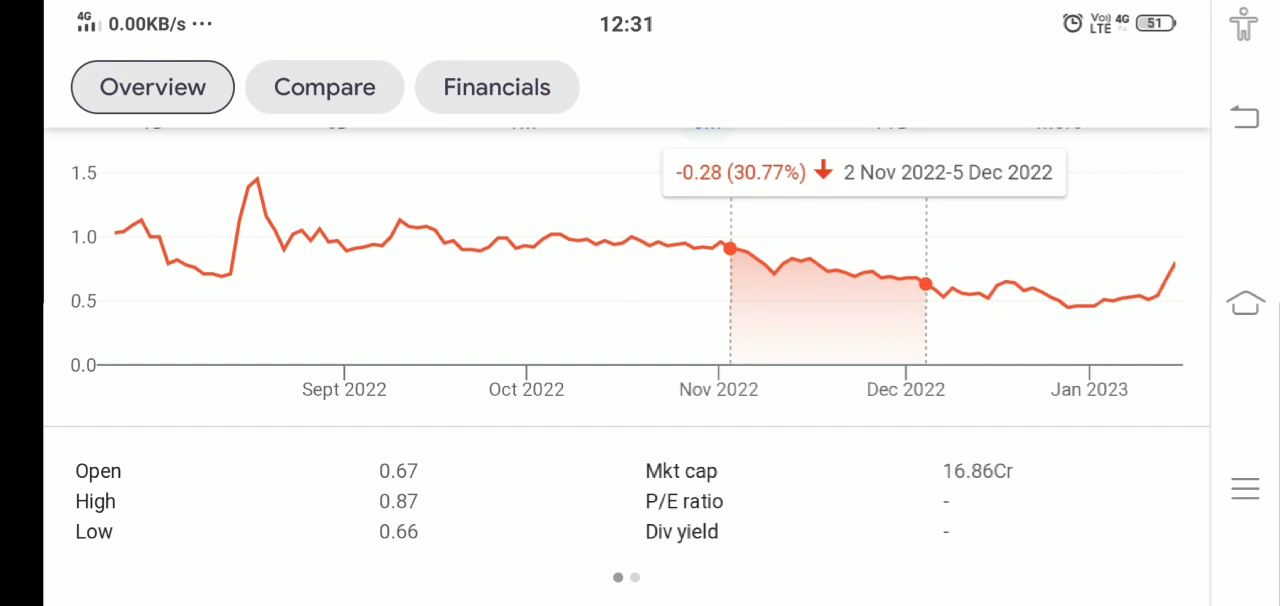 4G 0.00KB/s ··· 12:31 Vo) LTE 4G 51
Overview Compare Financials
-0.28 (30.77%) 2 Nov 2022-5 Dec 2022
1.5
1.0
0.5
0.0
Sept 2022 Oct 2022 Nov 2022 Dec 2022 Jan 2023
Open 0.67 Mkt cap 16.86Cr
High 0.87 P/E ratio -
Low 0.66 Div yield -